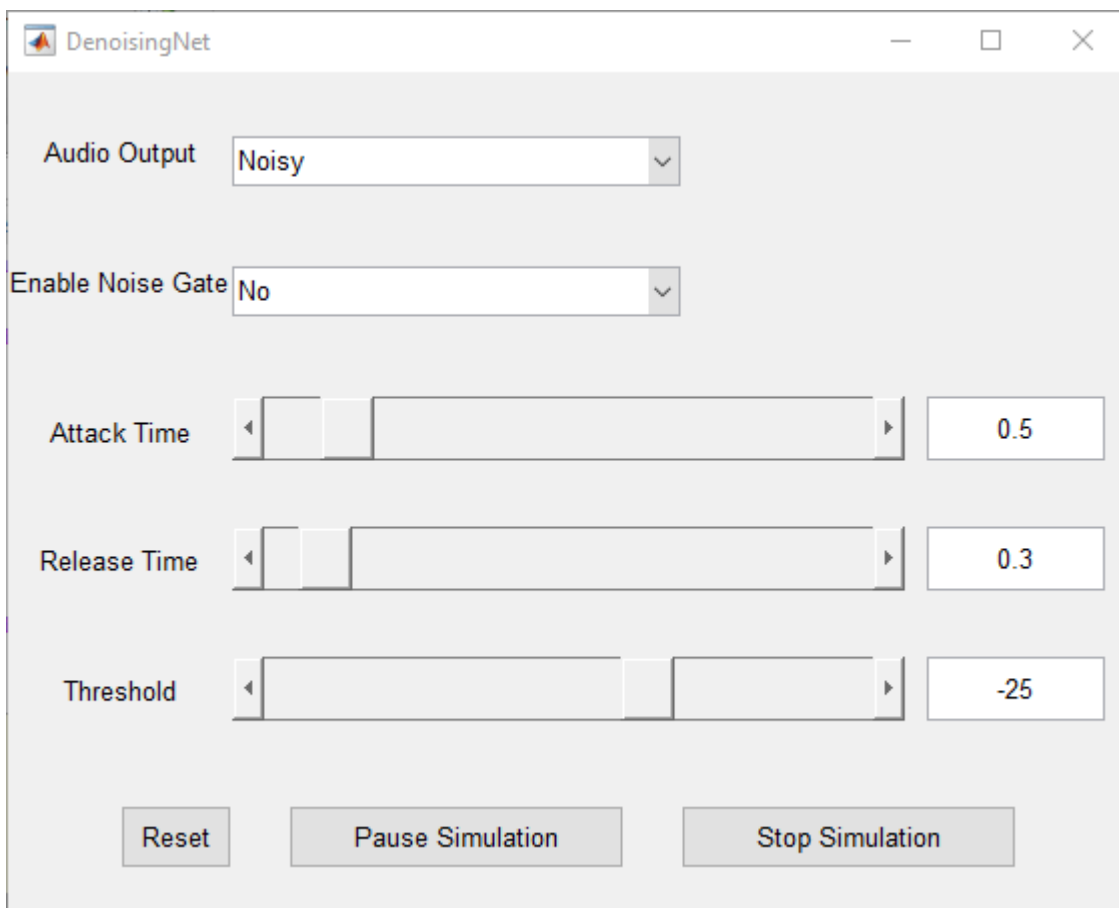 DenoisingNet
Audio Output Noisy
Enable Noise Gate No
Attack Time 0.5
Release Time 0.3
Threshold -25
Reset Pause Simulation Stop Simulation